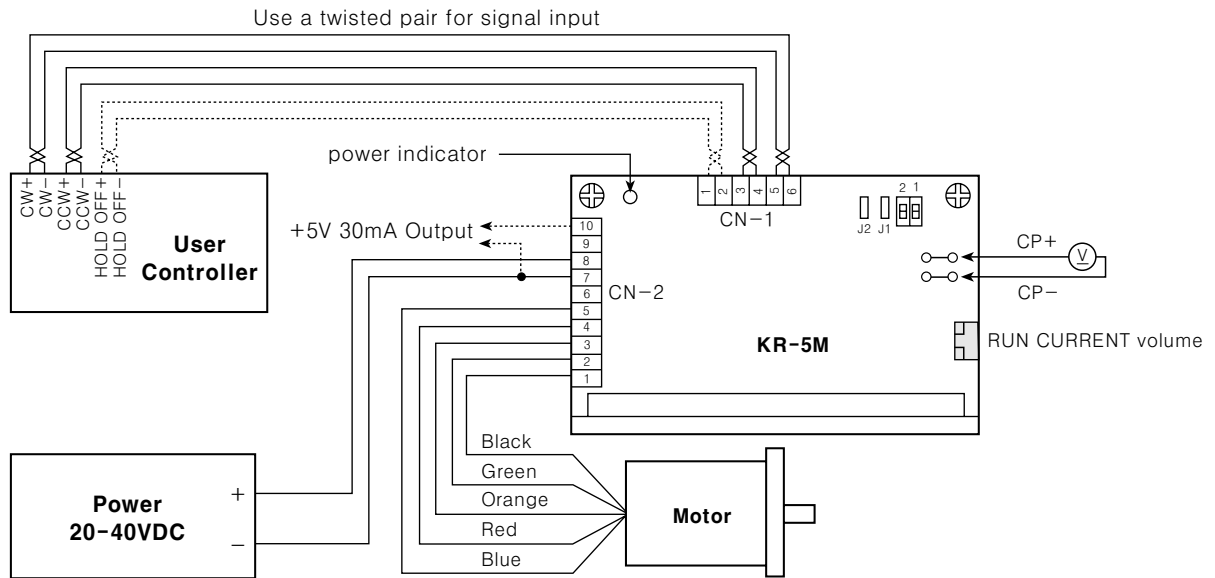 Use a twisted pair for signal input
CW+
CW-
CCW+
CCW-
HOLD OFF+
HOLD OFF-
User
Controller
power indicator
+5V 30mA Output
1 2 3 4 5 6
CN-1
2 1
J2 J1
10
9
8
7
6
5
4
3
2
1
CN-2
CP+
V
CP-
KR-5M
RUN CURRENT volume
Power
20-40VDC
+
-
Black
Green
Orange
Red
Blue
Motor